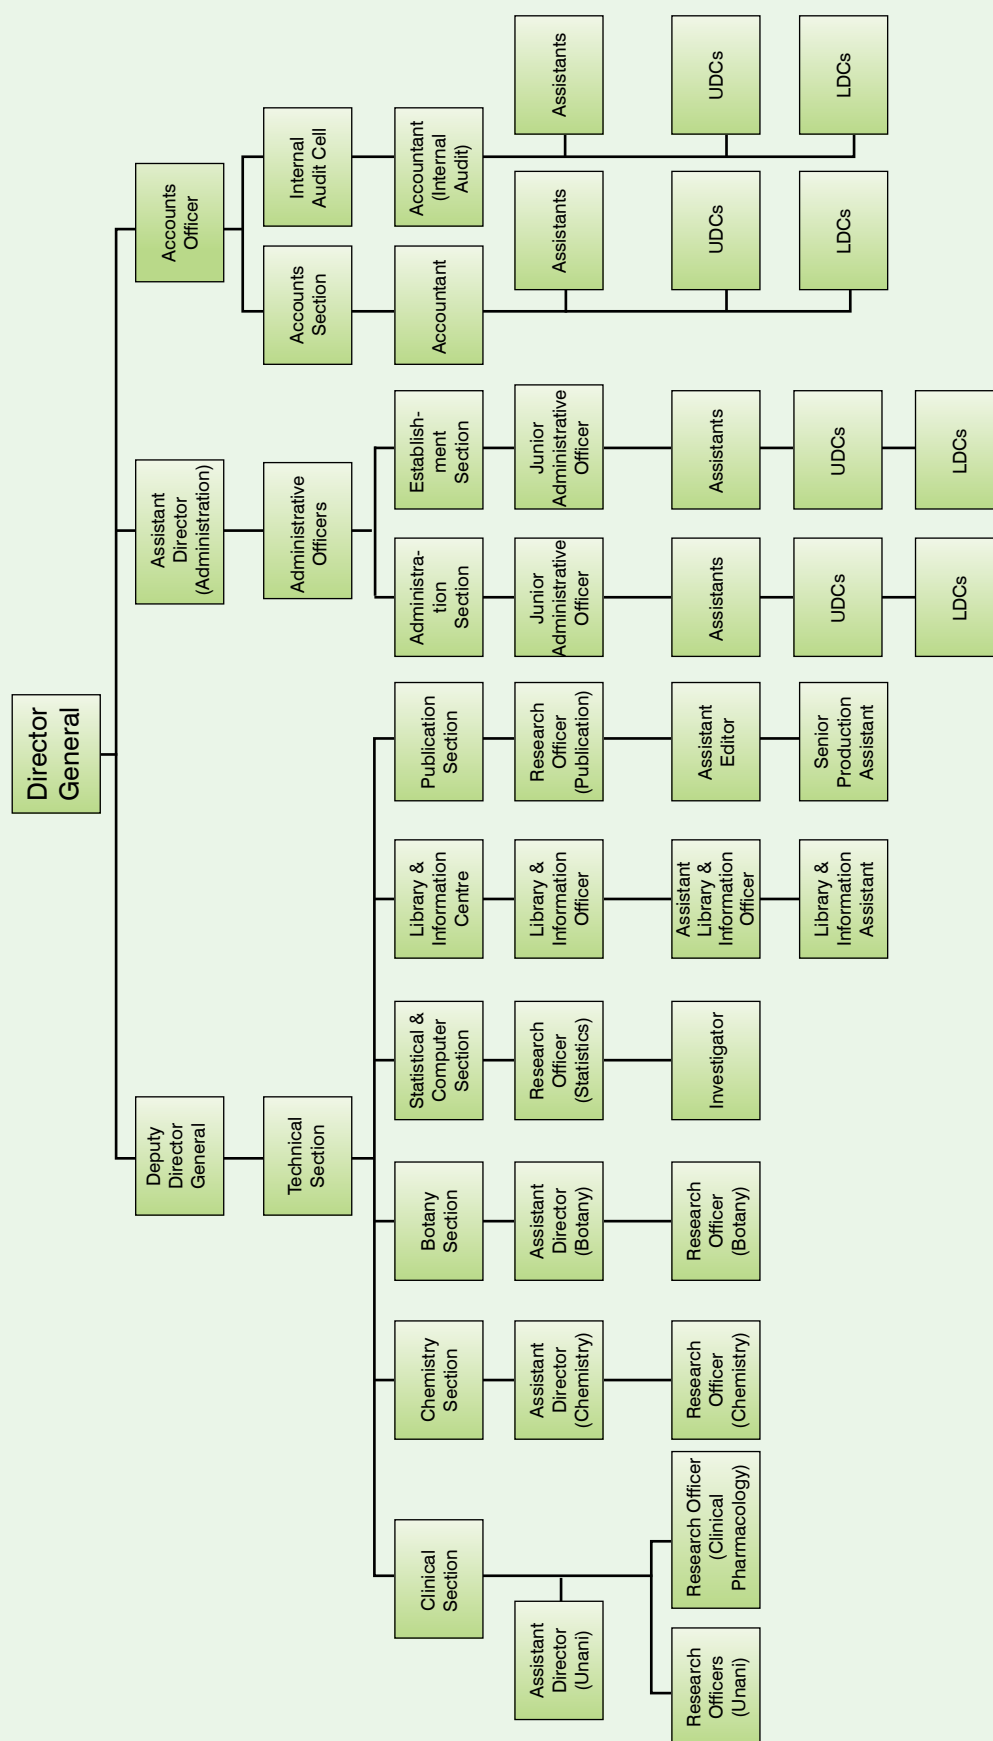 Director
General
Deputy
Director
General
Assistant
Director
(Administration)
Accounts
Officer
Technical
Section
Administrative
Officers
Accounts
Section
Internal
Audit Cell
Clinical
Section
Chemistry
Section
Botany
Section
Statistical &
Computer
Section
Library &
Information
Centre
Publication
Section
Administra-
tion
Section
Establish-
ment
Section
Accountant
Accountant
(Internal
Audit)
Assistant
Director
(Unani)
Assistant
Director
(Chemistry)
Assistant
Director
(Botany)
Research
Officer
(Statistics)
Library &
Information
Officer
Research
Officer
(Publication)
Junior
Administrative
Officer
Junior
Administrative
Officer
Assistants
Assistants
Research
Officers
(Unani)
Research Officer
(Clinical
Pharmacology)
Research
Officer
(Chemistry)
Research
Officer
(Botany)
Investigator
Assistant
Library &
Information
Officer
Assistant
Editor
Assistants
Assistants
UDCs
UDCs
Library &
Information
Assistant
Senior
Production
Assistant
UDCs
UDCs
LDCs
LDCs
LDCs
LDCs